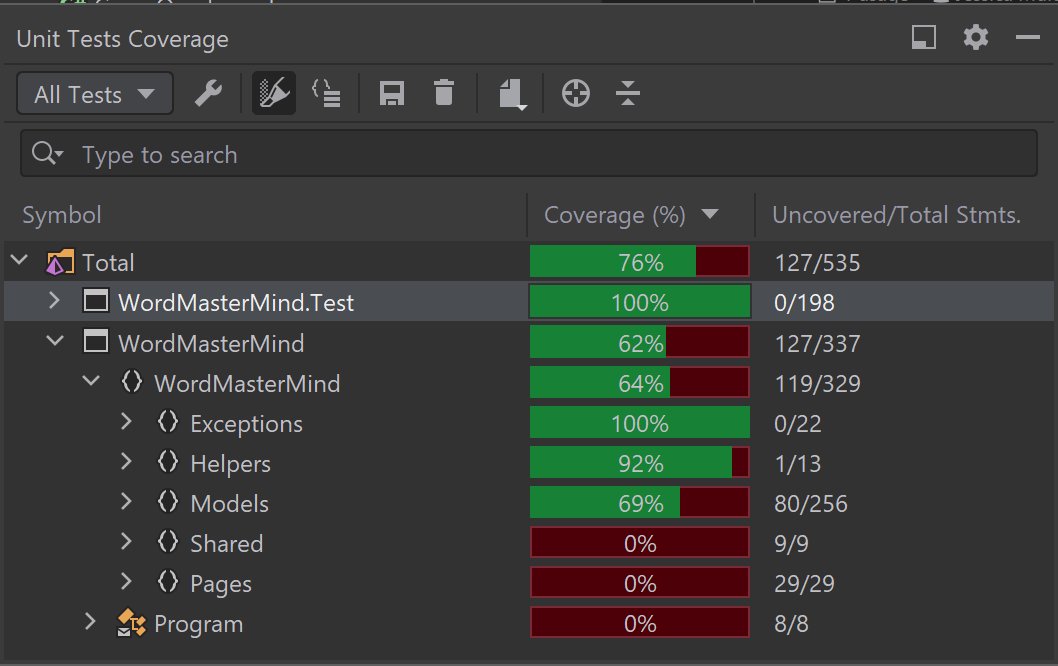 Unit Tests Coverage
All Tests
Type to search
Symbol Coverage (%) Uncovered/Total Stmts.
Total 76% 127/535
WordMasterMind.Test 100% 0/198
WordMasterMind 62% 127/337
WordMasterMind 64% 119/329
Exceptions 100% 0/22
Helpers 92% 1/13
Models 69% 80/256
Shared 0% 9/9
Pages 0% 29/29
Program 0% 8/8